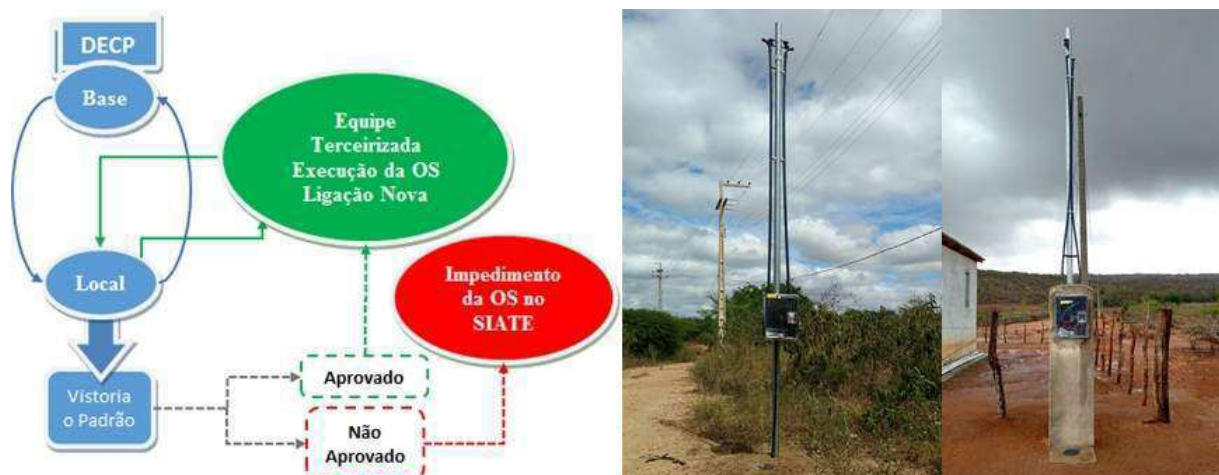 DECP
Base
Equipe
Terceirizada
Execução da OS
Ligação Nova
Local
Impedimento
da OS no
SIATE
Vistoria
o Padrão
Aprovado
Não
Aprovado